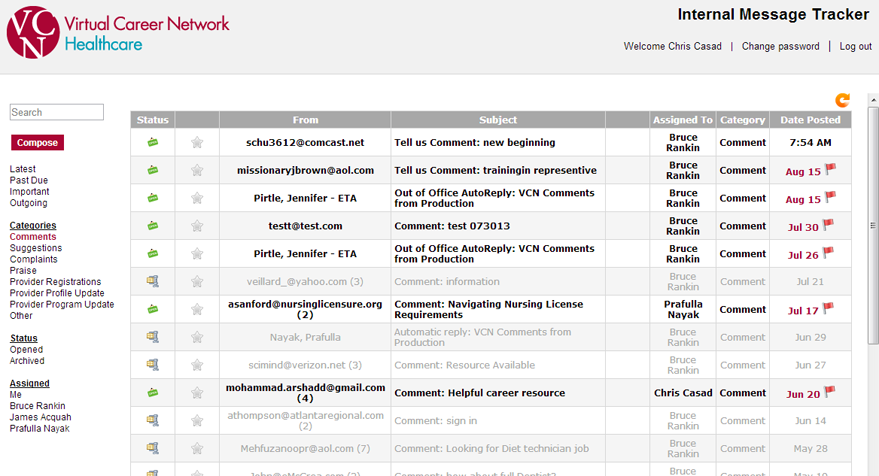 VCN Virtual Career Network
Healthcare
Internal Message Tracker
Welcome Chris Casad | Change password | Log out
Search
Compose
Latest
Past Due
Important
Outgoing
Categories
Comments
Suggestions
Complaints
Praise
Provider Registrations
Provider Profile Update
Provider Program Update
Other
Status
Opened
Archived
Assigned
Me
Bruce Rankin
James Acquah
Prafulla Nayak
Status From Subject Assigned To Category Date Posted
schu3612@comcast.net Tell us Comment: new beginning Bruce Rankin Comment 7:54 AM
missionaryjbrown@aol.com Tell us Comment: trainingin representive Bruce Rankin Comment Aug 15
Pirtle, Jennifer - ETA Out of Office AutoReply: VCN Comments from Production Bruce Rankin Comment Aug 15
testt@test.com Comment: test 073013 Bruce Rankin Comment Jul 30
Pirtle, Jennifer - ETA Out of Office AutoReply: VCN Comments from Production Bruce Rankin Comment Jul 26
veillard_@yahoo.com (3) Comment: information Bruce Rankin Comment Jul 21
asanford@nursinglicensure.org (2) Comment: Navigating Nursing License Requirements Prafulla Nayak Comment Jul 17
Nayak, Prafulla Automatic reply: VCN Comments from Production Bruce Rankin Comment Jun 29
scimind@verizon.net (3) Comment: Resource Available Bruce Rankin Comment Jun 27
mohammad.arshadd@gmail.com (4) Comment: Helpful career resource Chris Casad Comment Jun 20
athompson@atlantaregional.com (2) Comment: sign in Bruce Rankin Comment Jun 14
Mehfuzanoopr@aol.com (7) Comment: Looking for Diet technician job Bruce Rankin Comment May 28
Bruce